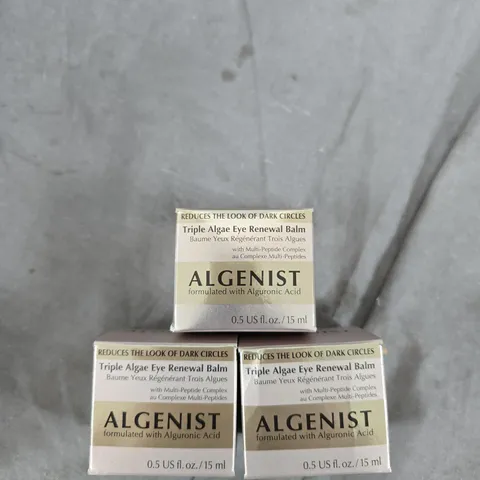 REDUCES THE LOOK OF DARK CIRCLES
Triple Algae Eye Renewal Balm
Baume Yeux Régénérant Trois Algues
with Multi-Peptide Complex
au Complexe Multi-Peptides
ALGENIST
formulated with Alguronic Acid
0.5 US fl. oz. / 15 ml
REDUCES THE LOOK OF DARK CIRCLES
Triple Algae Eye Renewal Balm
Baume Yeux Régénérant Trois Algues
with Multi-Peptide Complex
au Complexe Multi-Peptides
ALGENIST
formulated with Alguronic Acid
0.5 US fl. oz. / 15 ml
REDUCES THE LOOK OF DARK CIRCLES
Triple Algae Eye Renewal Balm
Baume Yeux Régénérant Trois Algues
with Multi-Peptide Complex
au Complexe Multi-Peptides
ALGENIST
formulated with Alguronic Acid
0.5 US fl. oz. / 15 ml